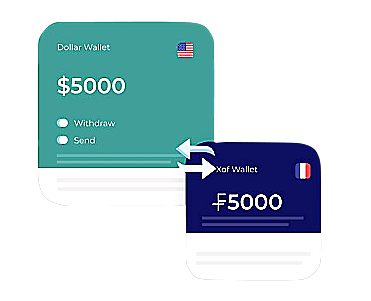 Dollar Wallet
$5000
Withdraw
Send
Xof Wallet
₣5000